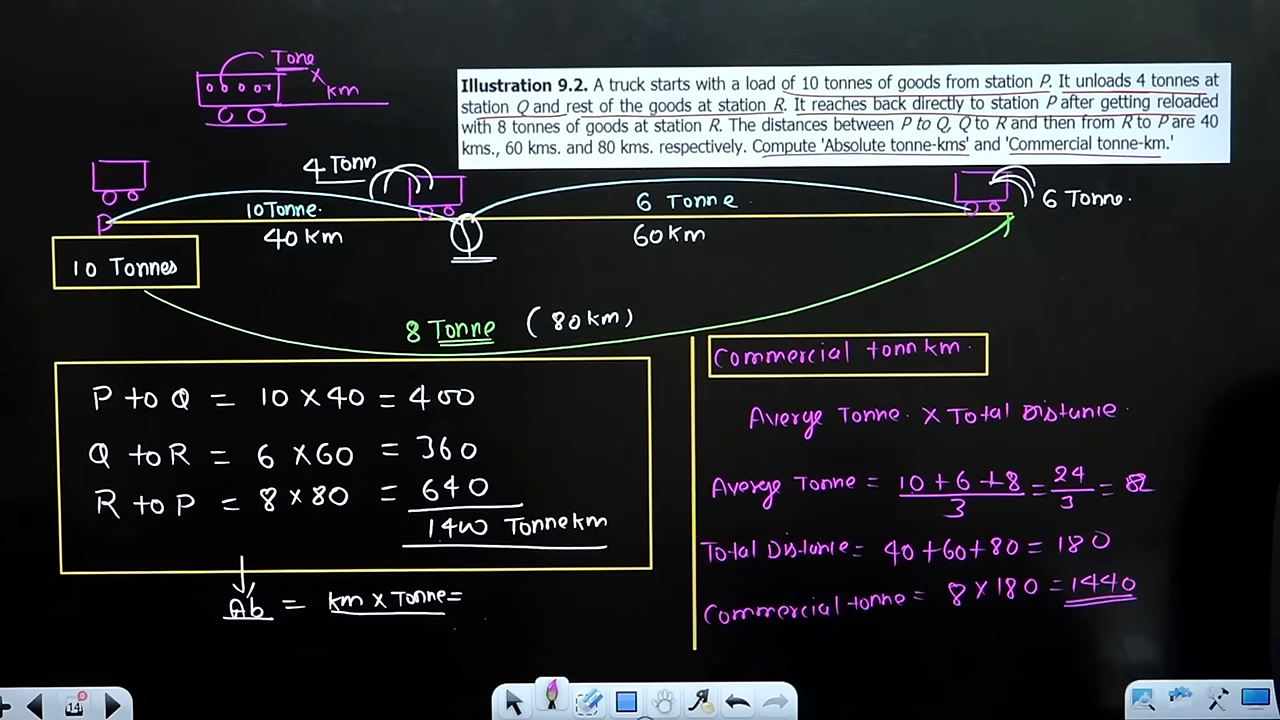 Tone
x
km
Illustration 9.2. A truck starts with a load of 10 tonnes of goods from station P. It unloads 4 tonnes at
station Q and rest of the goods at station R. It reaches back directly to station P after getting reloaded
with 8 tonnes of goods at station R. The distances between P to Q, Q to R and then from R to P are 40
kms., 60 kms. and 80 kms. respectively. Compute 'Absolute tonne-kms' and 'Commercial tonne-km.'
4 Tonn
10 Tonne.
6 Tonne
6 Tonne.
P
40 km
60 km
10 Tonnes
8 Tonne (80 km)
P to Q = 10 × 40 = 400
Q to R = 6 × 60 = 360
R to P = 8 × 80 = 640
1400 Tonne km
Ab = km × Tonne =
Commercial tonn km.
Averge Tonne. × Total Distance.
Averge Tonne = 10 + 6 + 8 / 3 = 24 / 3 = 8
Total Distance = 40 + 60 + 80 = 180
Commercial tonne = 8 × 180 = 1440
14